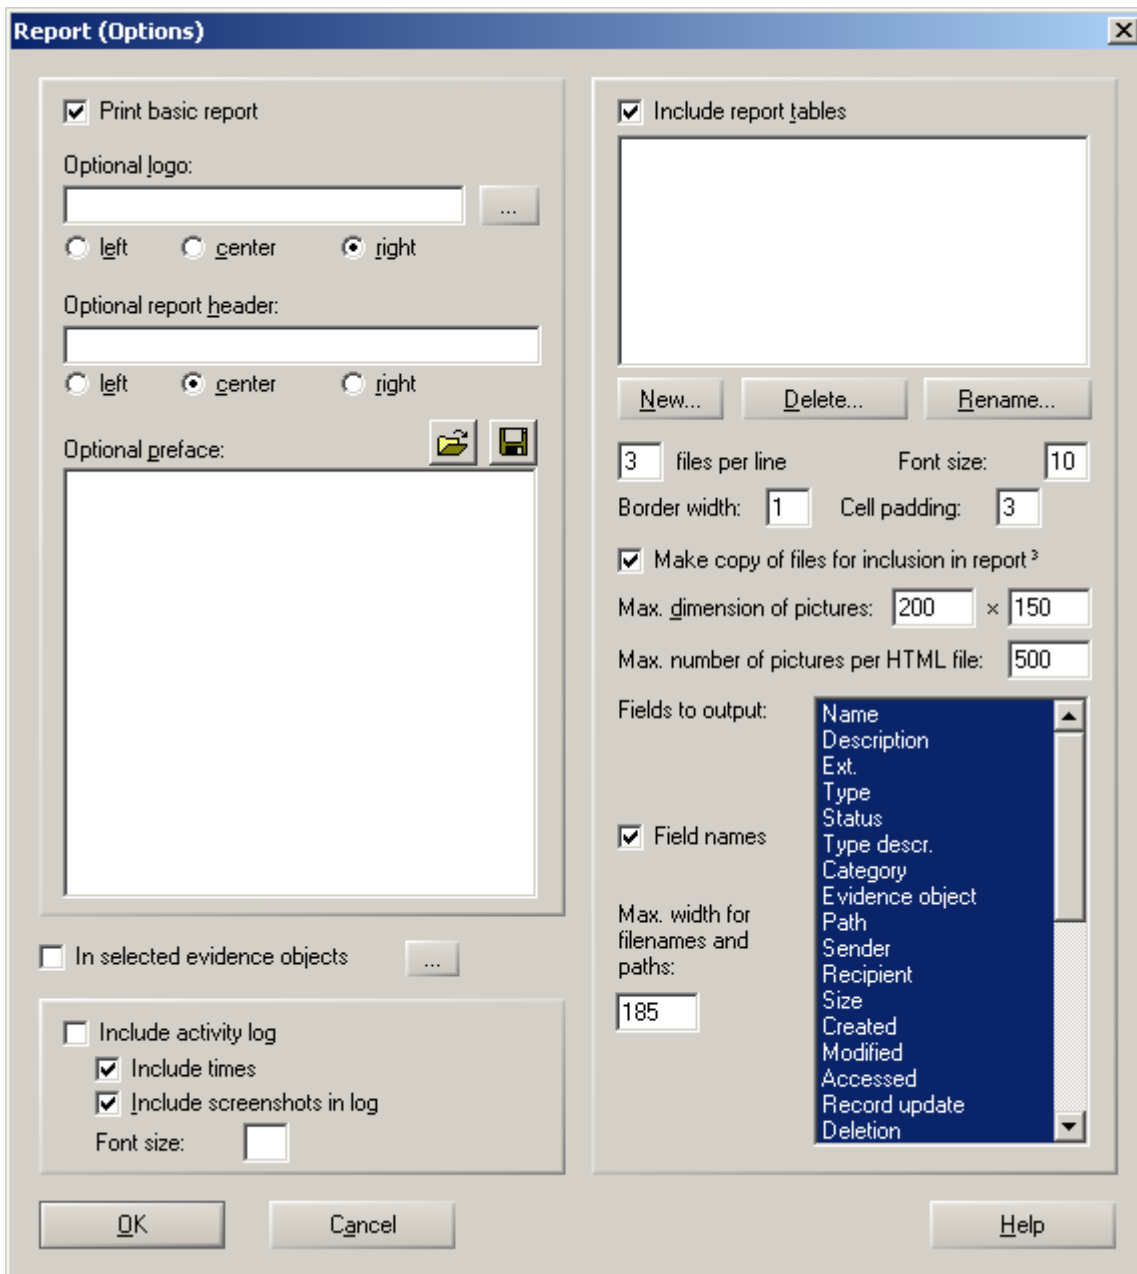 Report (Options)
Print basic report
Optional logo:
...
left center right
Optional report header:
left center right
Optional preface:
In selected evidence objects ...
Include activity log
Include times
Include screenshots in log
Font size:
Include report tables
New... Delete... Rename...
3 files per line Font size: 10
Border width: 1 Cell padding: 3
Make copy of files for inclusion in report ³
Max. dimension of pictures: 200 × 150
Max. number of pictures per HTML file: 500
Fields to output:
Field names
Max. width for
filenames and
paths:
185
Name
Description
Ext.
Type
Status
Type descr.
Category
Evidence object
Path
Sender
Recipient
Size
Created
Modified
Accessed
Record update
Deletion
OK Cancel Help